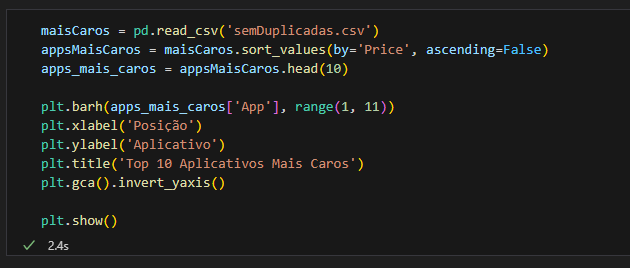 maisCaros = pd.read_csv('semDuplicadas.csv')
appsMaisCaros = maisCaros.sort_values(by='Price', ascending=False)
apps_mais_caros = appsMaisCaros.head(10)
plt.barh(apps_mais_caros['App'], range(1, 11))
plt.xlabel('Posição')
plt.ylabel('Aplicativo')
plt.title('Top 10 Aplicativos Mais Caros')
plt.gca().invert_yaxis()
plt.show()
2.4s